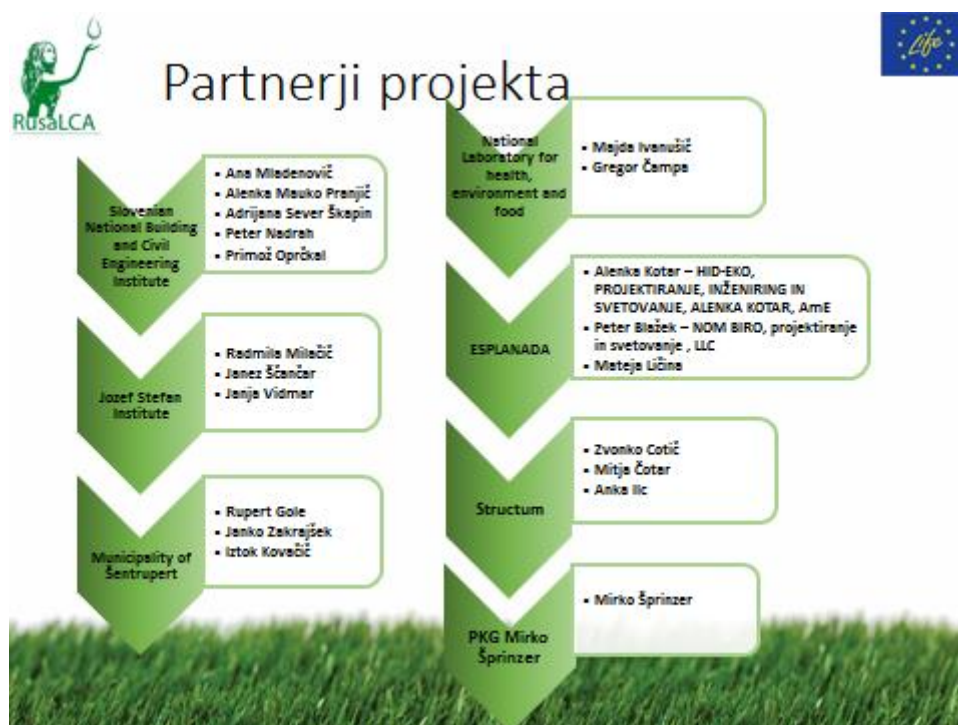 RusaLCA
Life
Partnerji projekta
Slovenian
National Building
and Civil
Engineering
Institute
• Ana Mladenovič
• Alenka Mauko Pranjič
• Adrijana Sever Škapin
• Peter Nadrah
• Primož Oprčkal
Jozef Stefan
Institute
• Radmila Milačič
• Janez Ščančar
• Janja Vidmar
Municipality of
Šentrupert
• Rupert Gole
• Janko Zakrajšek
• Iztok Kovačič
National
Laboratory for
health,
environment and
food
• Majda Ivanušič
• Gregor Čampa
ESPLANADA
• Alenka Kotar – HID-EKO,
PROJEKTIRANJE, INŽENIRING IN
SVETOVANJE, ALENKA KOTAR, AmE
• Peter Blažek – NOM BIRO, projektiranje
in svetovanje , LLC
• Mateja Ličina
Structum
• Zvonko Cotič
• Mitja Čotar
• Anka Ilc
PKG Mirko
Šprinzer
• Mirko Šprinzer